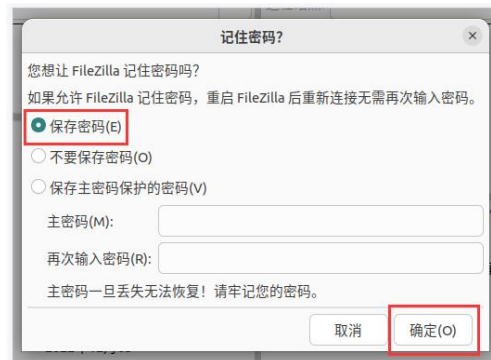 记住密码?
您想让 FileZilla 记住密码吗?
如果允许 FileZilla 记住密码，重启 FileZilla 后重新连接无需再次输入密码。
保存密码(E)
不要保存密码(O)
保存主密码保护的密码(V)
主密码(M):
再次输入密码(R):
主密码一旦丢失无法恢复！请牢记您的密码。
取消
确定(O)